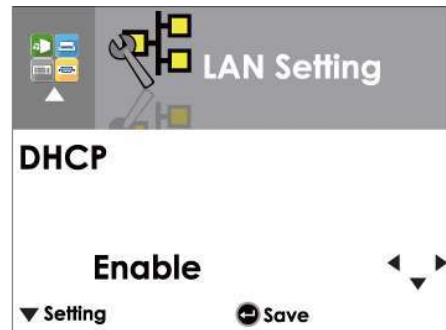 LAN Setting
DHCP
Enable
Setting
Save